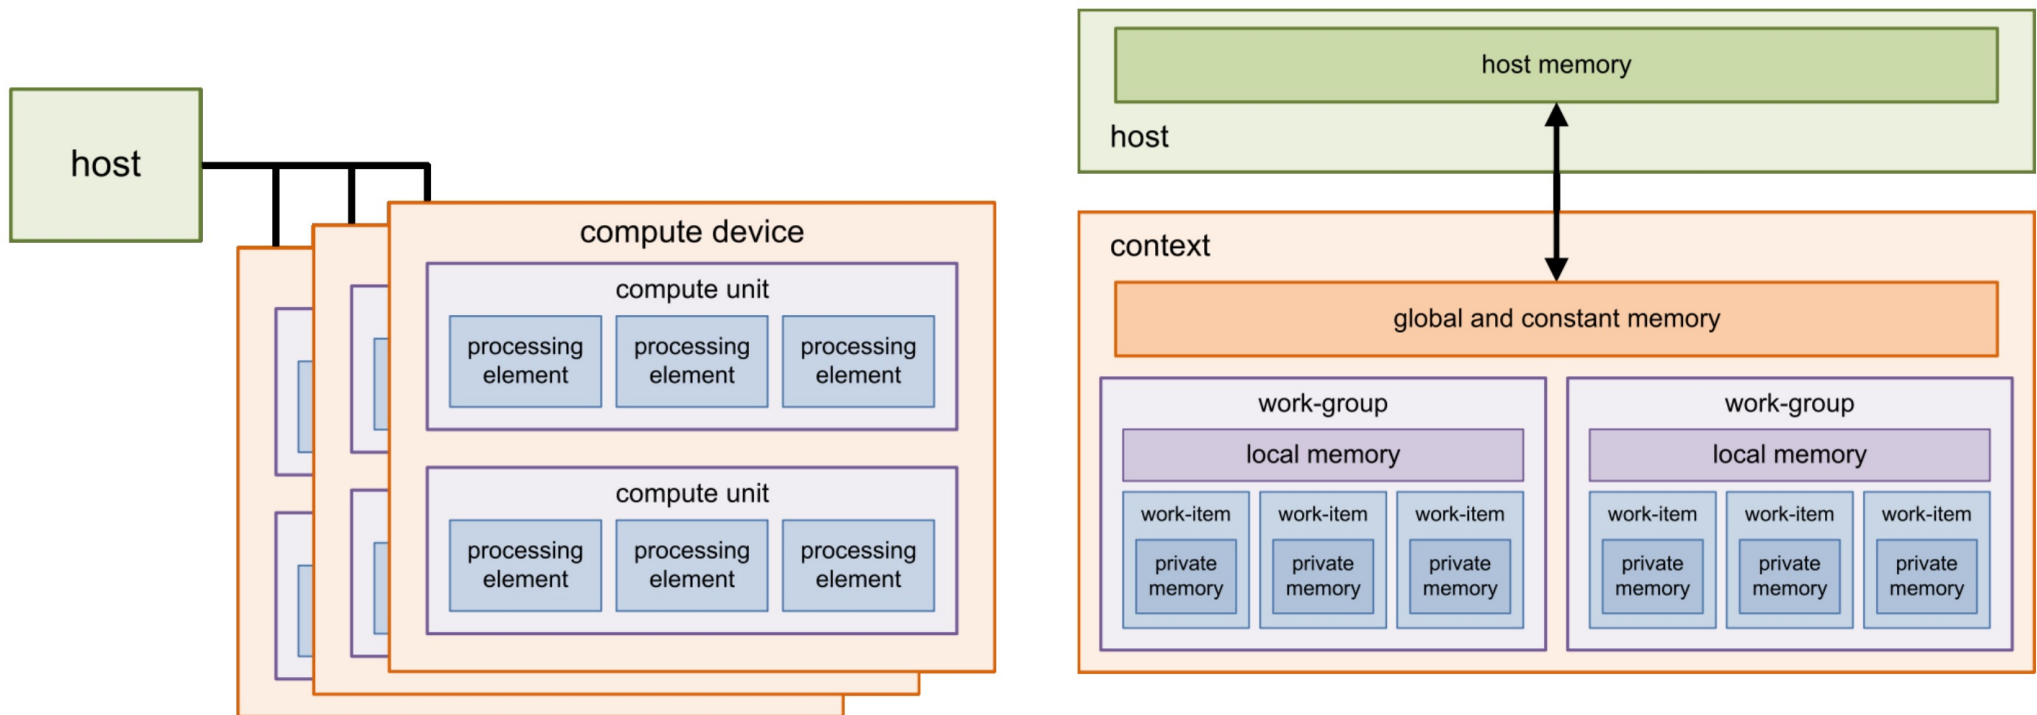 host
compute device
compute unit
processing element
processing element
processing element
compute unit
processing element
processing element
processing element
host memory
host
context
global and constant memory
work-group
local memory
work-item
private memory
work-item
private memory
work-item
private memory
work-group
local memory
work-item
private memory
work-item
private memory
work-item
private memory